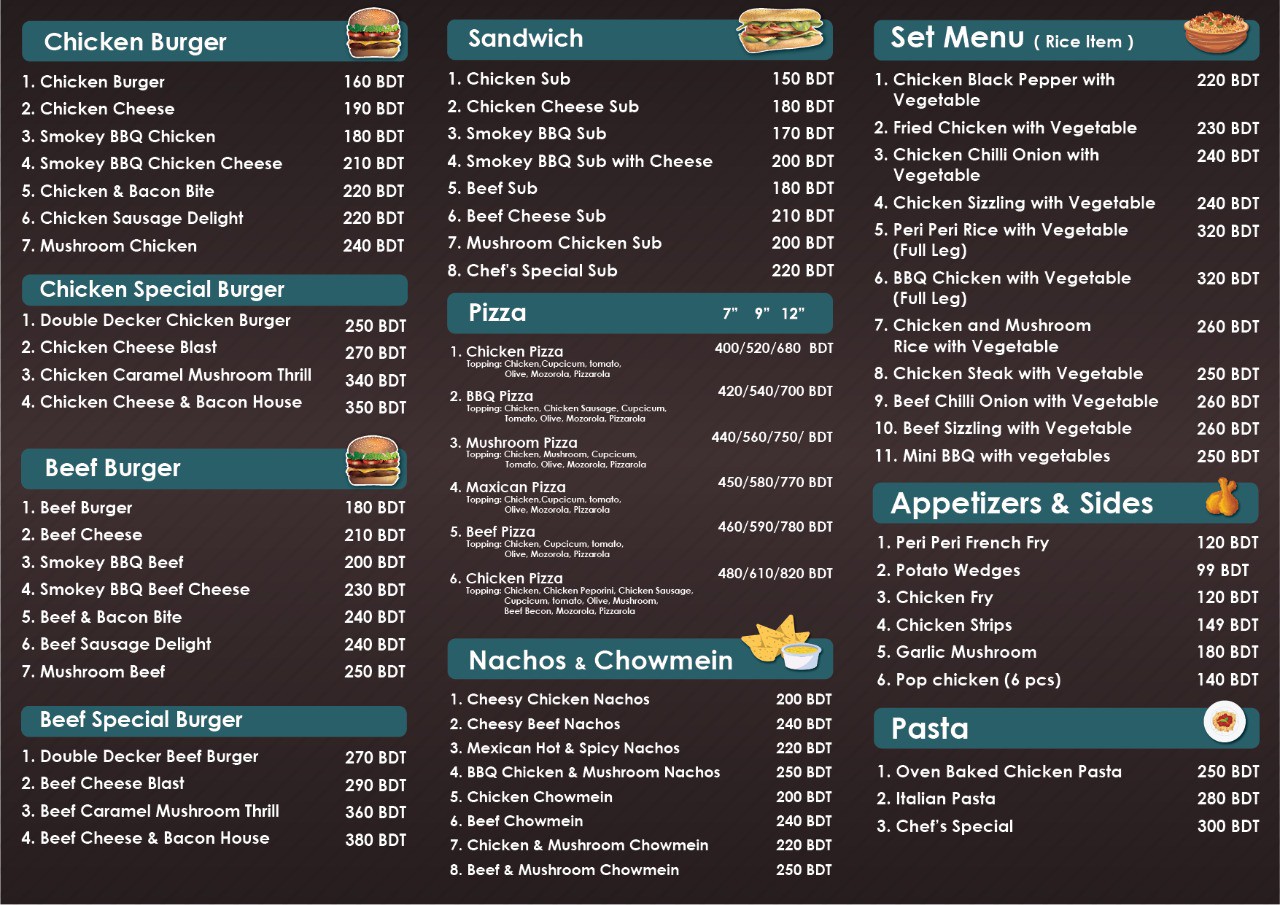 Chicken Burger
1. Chicken Burger 160 BDT
2. Chicken Cheese 190 BDT
3. Smokey BBQ Chicken 180 BDT
4. Smokey BBQ Chicken Cheese 210 BDT
5. Chicken & Bacon Bite 220 BDT
6. Chicken Sausage Delight 220 BDT
7. Mushroom Chicken 240 BDT
Chicken Special Burger
1. Double Decker Chicken Burger 250 BDT
2. Chicken Cheese Blast 270 BDT
3. Chicken Caramel Mushroom Thrill 340 BDT
4. Chicken Cheese & Bacon House 350 BDT
Beef Burger
1. Beef Burger 180 BDT
2. Beef Cheese 210 BDT
3. Smokey BBQ Beef 200 BDT
4. Smokey BBQ Beef Cheese 230 BDT
5. Beef & Bacon Bite 240 BDT
6. Beef Sausage Delight 240 BDT
7. Mushroom Beef 250 BDT
Beef Special Burger
1. Double Decker Beef Burger 270 BDT
2. Beef Cheese Blast 290 BDT
3. Beef Caramel Mushroom Thrill 360 BDT
4. Beef Cheese & Bacon House 380 BDT
Sandwich
1. Chicken Sub 150 BDT
2. Chicken Cheese Sub 180 BDT
3. Smokey BBQ Sub 170 BDT
4. Smokey BBQ Sub with Cheese 200 BDT
5. Beef Sub 180 BDT
6. Beef Cheese Sub 210 BDT
7. Mushroom Chicken Sub 200 BDT
8. Chef's Special Sub 220 BDT
Pizza 7” 9” 12”
1. Chicken Pizza 400/520/680 BDT
Topping: Chicken,Cupcicum, tomato,
Olive, Mozorola, Pizzarola
2. BBQ Pizza 420/540/700 BDT
Topping: Chicken, Chicken Sausage, Cupcicum,
Tomato, Olive, Mozorola, Pizzarola
3. Mushroom Pizza 440/560/750/ BDT
Topping: Chicken, Mushroom, Cupcicum,
Tomato, Olive, Mozorola, Pizzarola
4. Maxican Pizza 450/580/770 BDT
Topping: Chicken,Cupcicum, tomato,
Olive, Mozorola, Pizzarola
5. Beef Pizza 460/590/780 BDT
Topping: Chicken, Cupcicum, tomato,
Olive, Mozorola, Pizzarola
6. Chicken Pizza 480/610/820 BDT
Topping: Chicken, Chicken Peporini, Chicken Sausage,
Cupcicum, tomato, Olive, Mushroom,
Beef Becon, Mozorola, Pizzarola
Nachos & Chowmein
1. Cheesy Chicken Nachos 200 BDT
2. Cheesy Beef Nachos 240 BDT
3. Mexican Hot & Spicy Nachos 220 BDT
4. BBQ Chicken & Mushroom Nachos 250 BDT
5. Chicken Chowmein 200 BDT
6. Beef Chowmein 240 BDT
7. Chicken & Mushroom Chowmein 220 BDT
8. Beef & Mushroom Chowmein 250 BDT
Set Menu ( Rice Item )
1. Chicken Black Pepper with 220 BDT
Vegetable
2. Fried Chicken with Vegetable 230 BDT
3. Chicken Chilli Onion with 240 BDT
Vegetable
4. Chicken Sizzling with Vegetable 240 BDT
5. Peri Peri Rice with Vegetable 320 BDT
(Full Leg)
6. BBQ Chicken with Vegetable 320 BDT
(Full Leg)
7. Chicken and Mushroom 260 BDT
Rice with Vegetable
8. Chicken Steak with Vegetable 250 BDT
9. Beef Chilli Onion with Vegetable 260 BDT
10. Beef Sizzling with Vegetable 260 BDT
11. Mini BBQ with vegetables 250 BDT
Appetizers & Sides
1. Peri Peri French Fry 120 BDT
2. Potato Wedges 99 BDT
3. Chicken Fry 120 BDT
4. Chicken Strips 149 BDT
5. Garlic Mushroom 180 BDT
6. Pop chicken (6 pcs) 140 BDT
Pasta
1. Oven Baked Chicken Pasta 250 BDT
2. Italian Pasta 280 BDT
3. Chef's Special 300 BDT